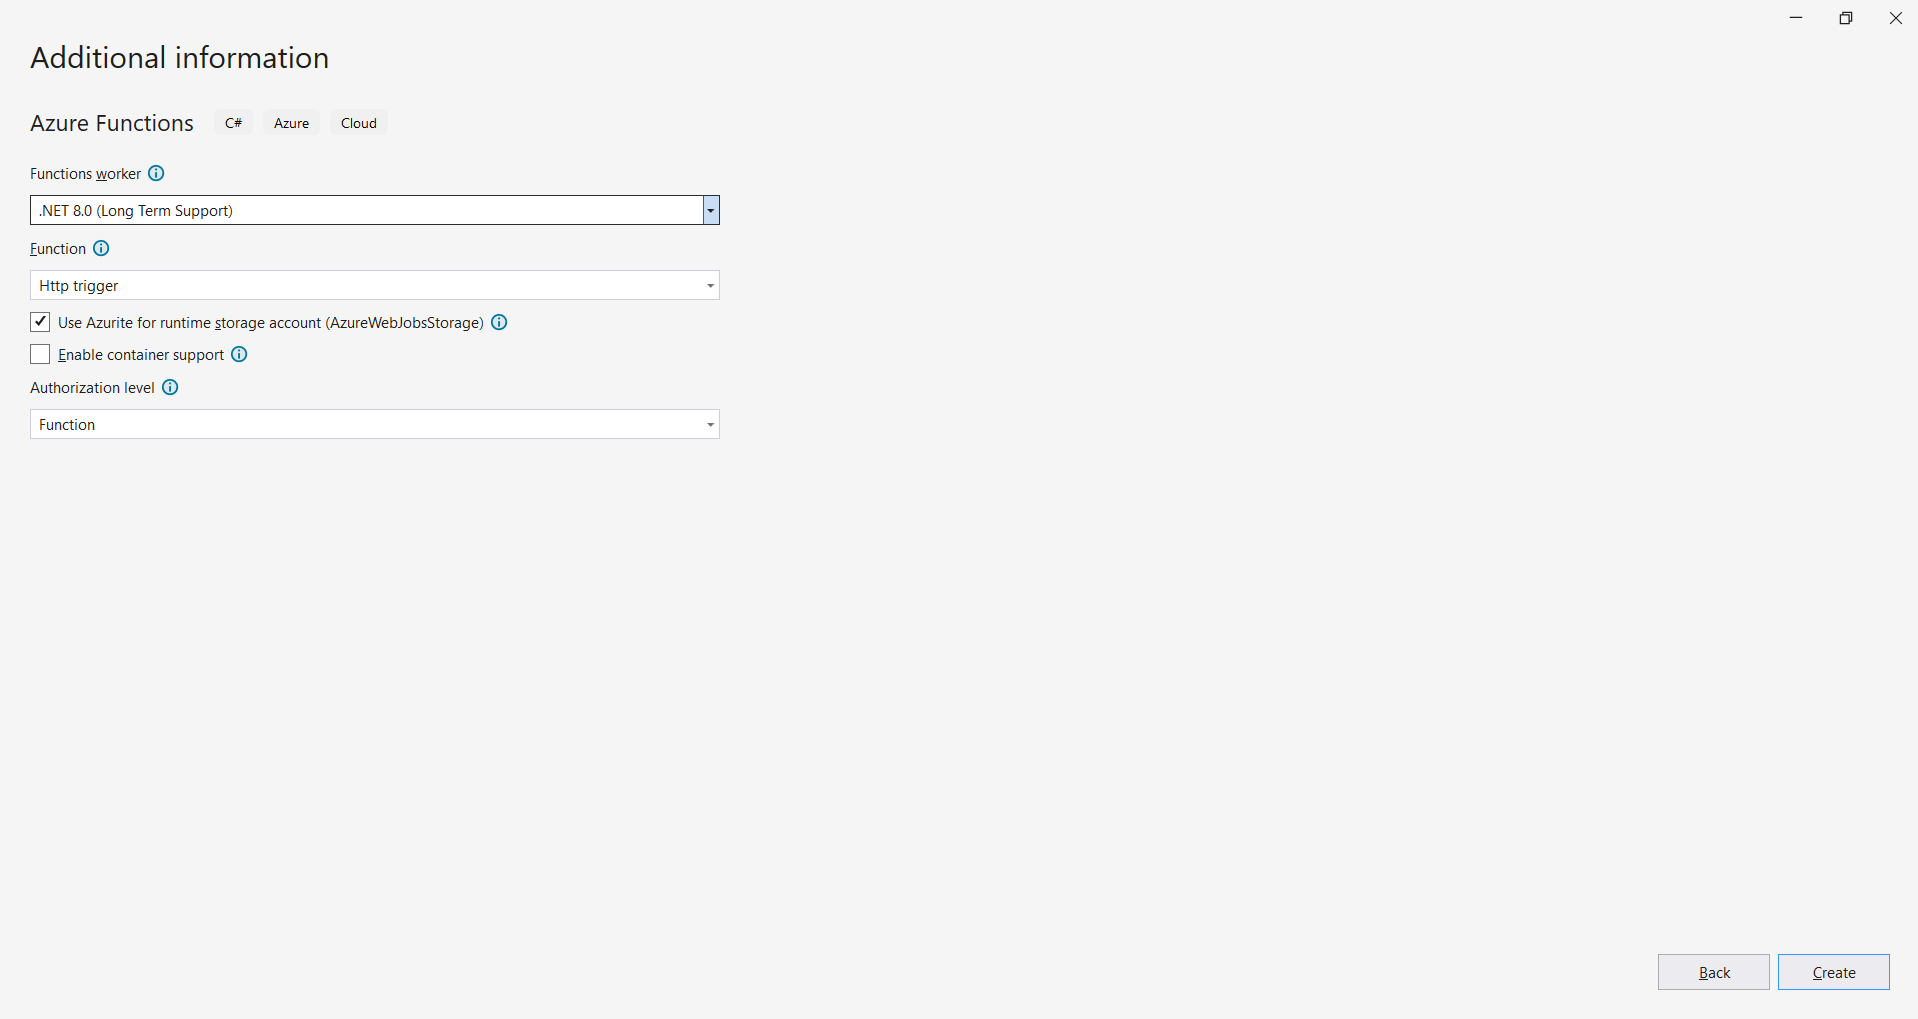 Additional information
Azure Functions C# Azure Cloud
Functions worker
.NET 8.0 (Long Term Support)
Function
Http trigger
Use Azurite for runtime storage account (AzureWebJobsStorage)
Enable container support
Authorization level
Function
Back Create